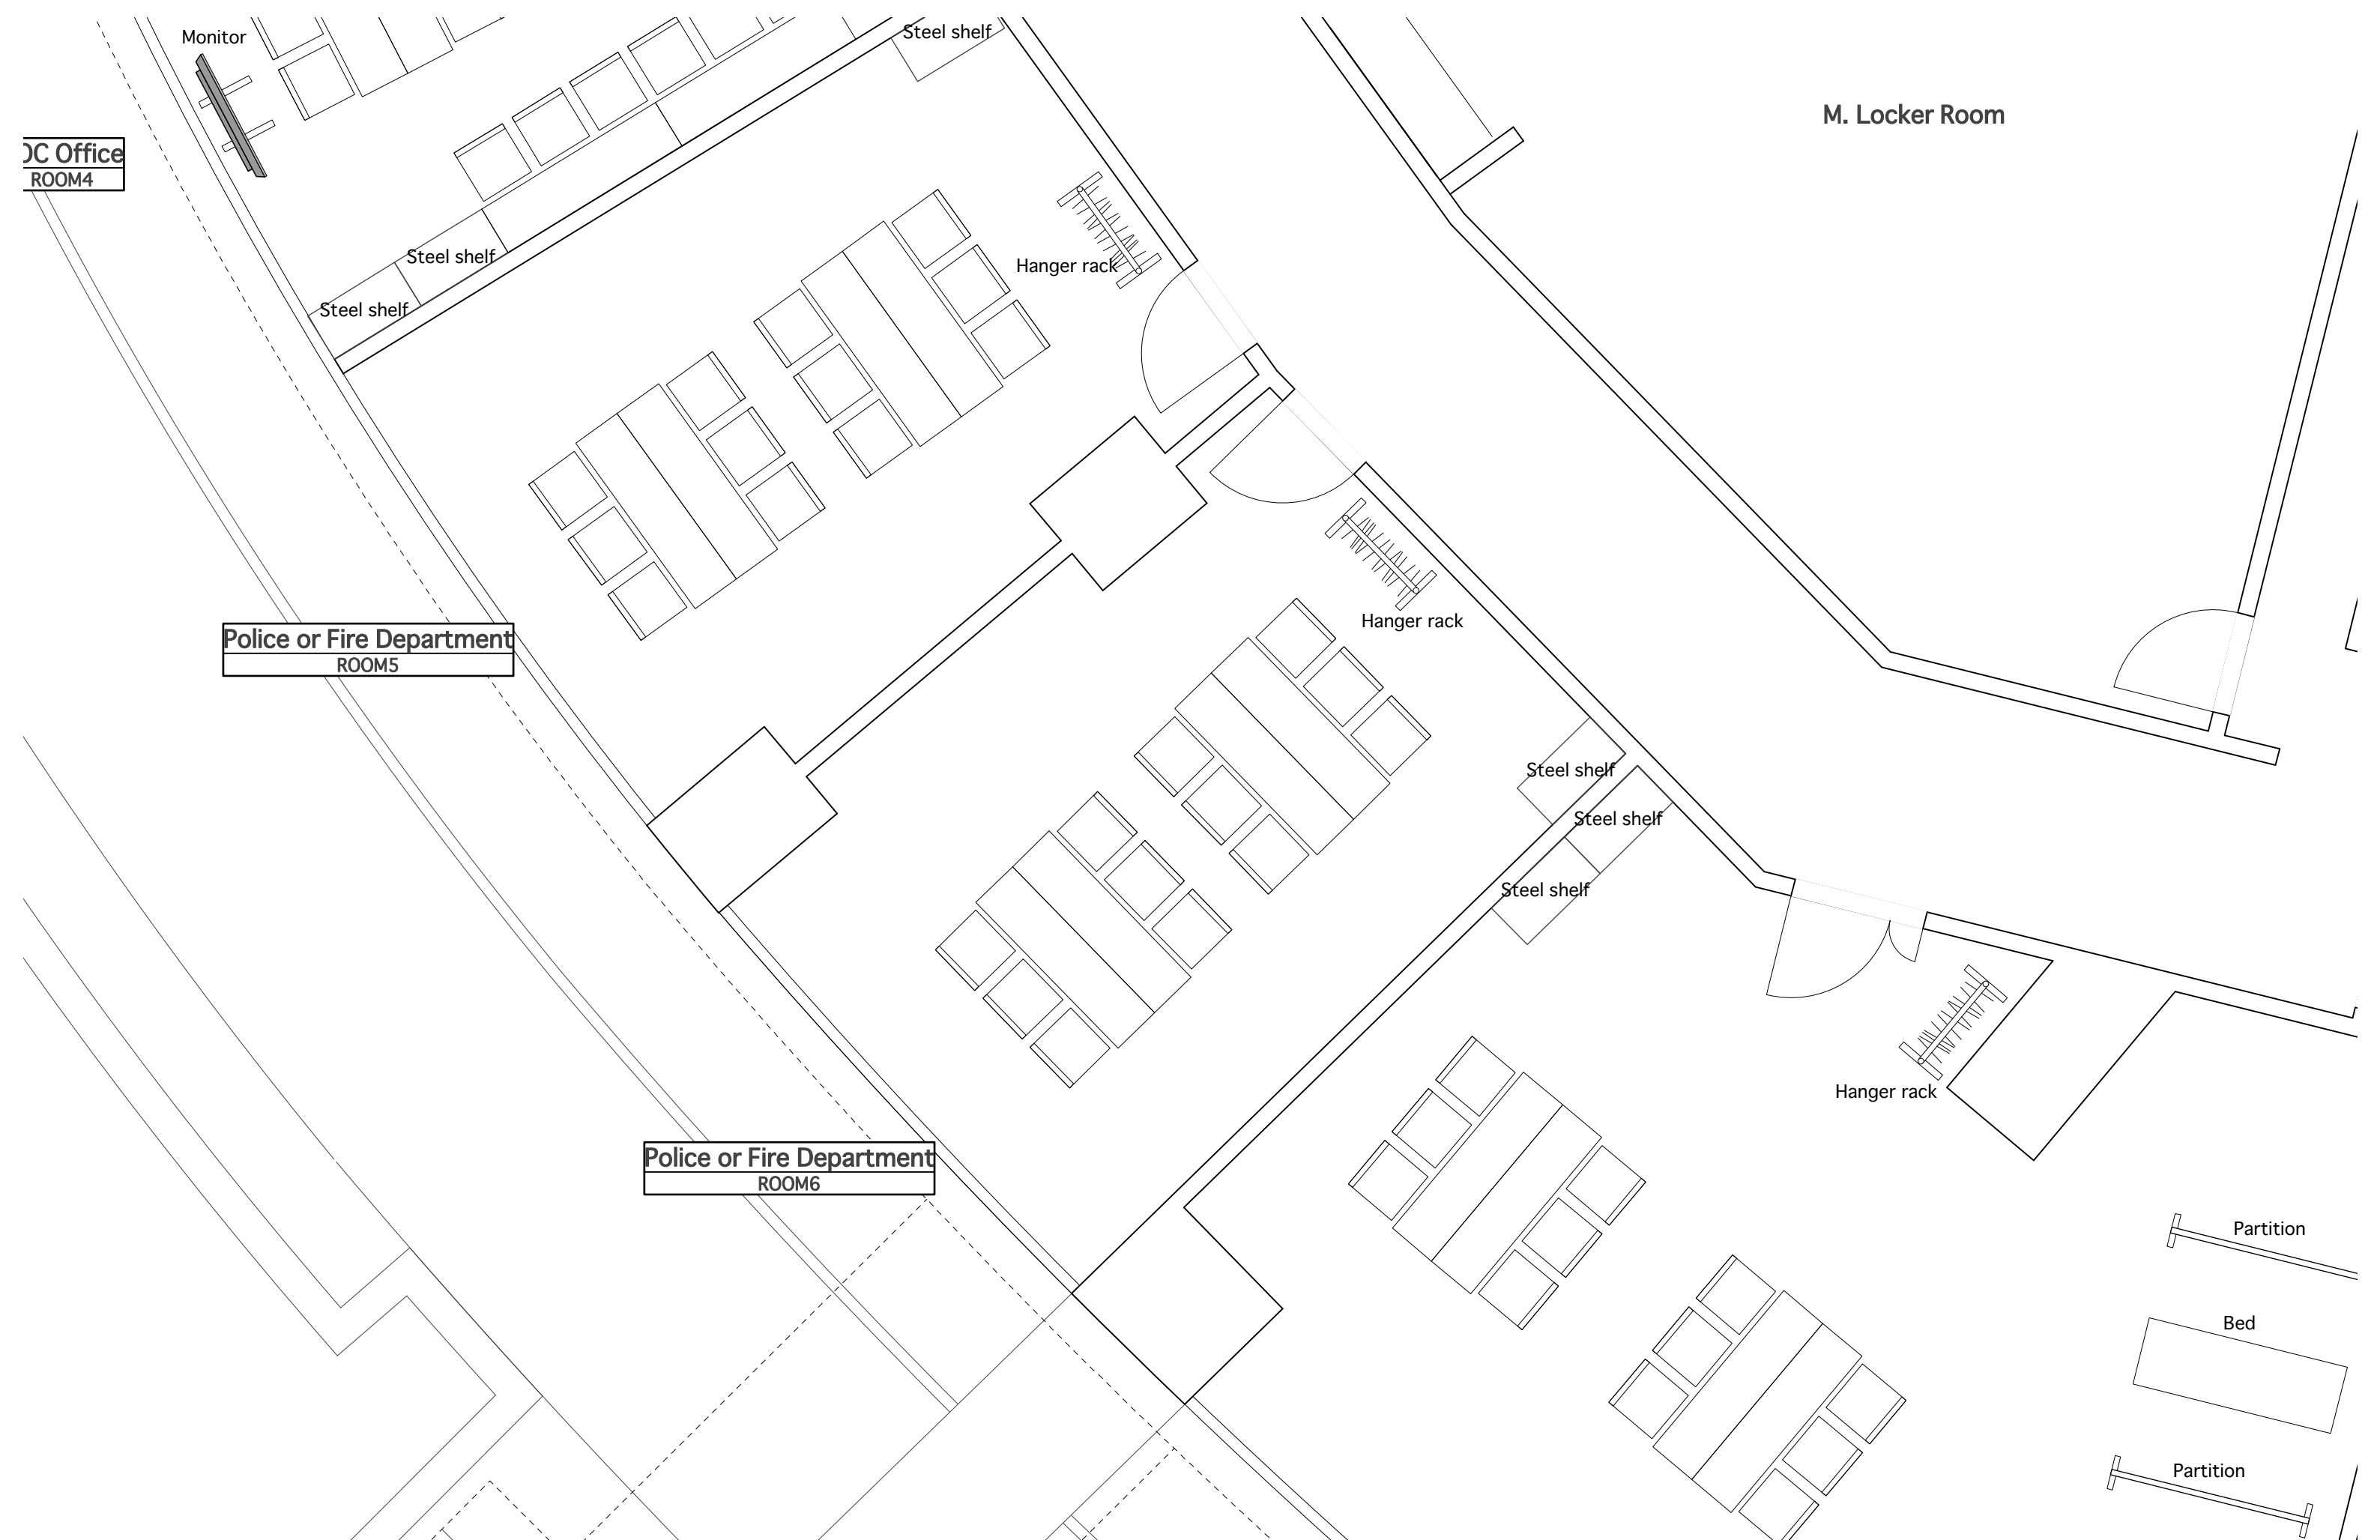 Monitor
Steel shelf
M. Locker Room
OC Office
ROOM4
Steel shelf
Hanger rack
Steel shelf
Hanger rack
Police or Fire Department
ROOM5
Steel shelf
Steel shelf
Steel shelf
Hanger rack
Police or Fire Department
ROOM6
Partition
Bed
Partition